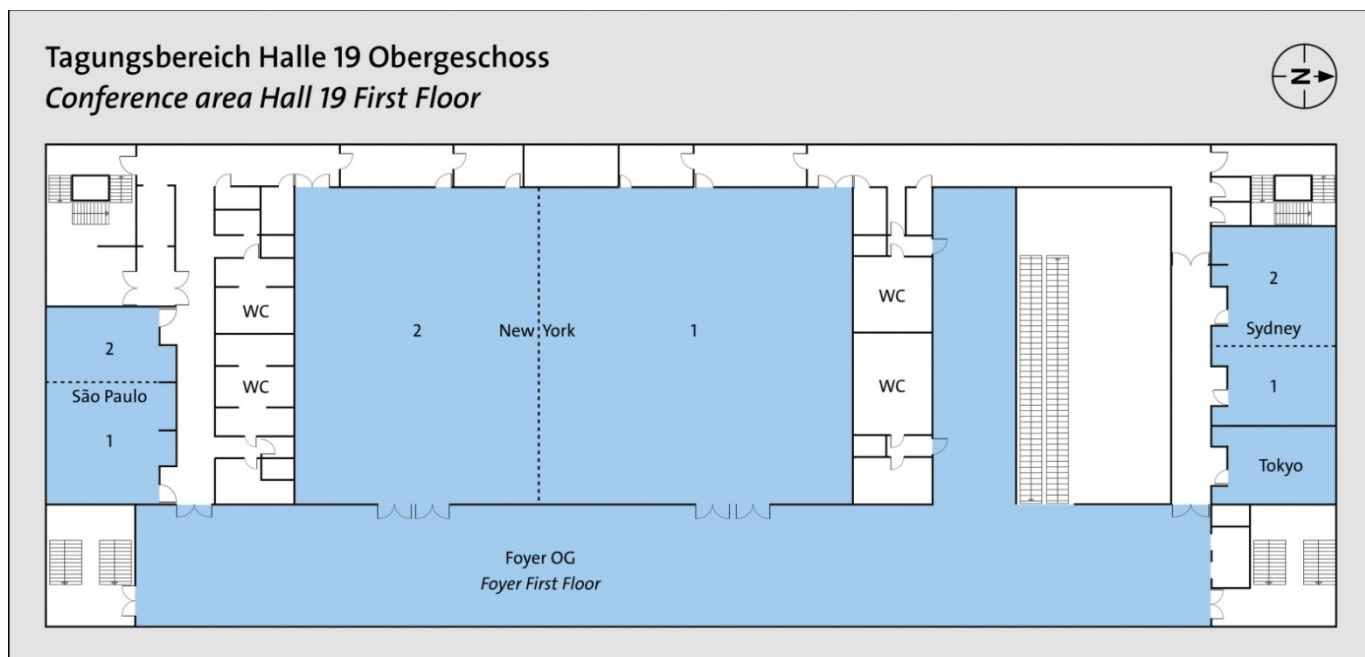 Tagungsbereich Halle 19 Obergeschoss
Conference area Hall 19 First Floor
N
WC
WC
2
New York
1
WC
WC
2
São Paulo
1
2
Sydney
1
Tokyo
Foyer OG
Foyer First Floor